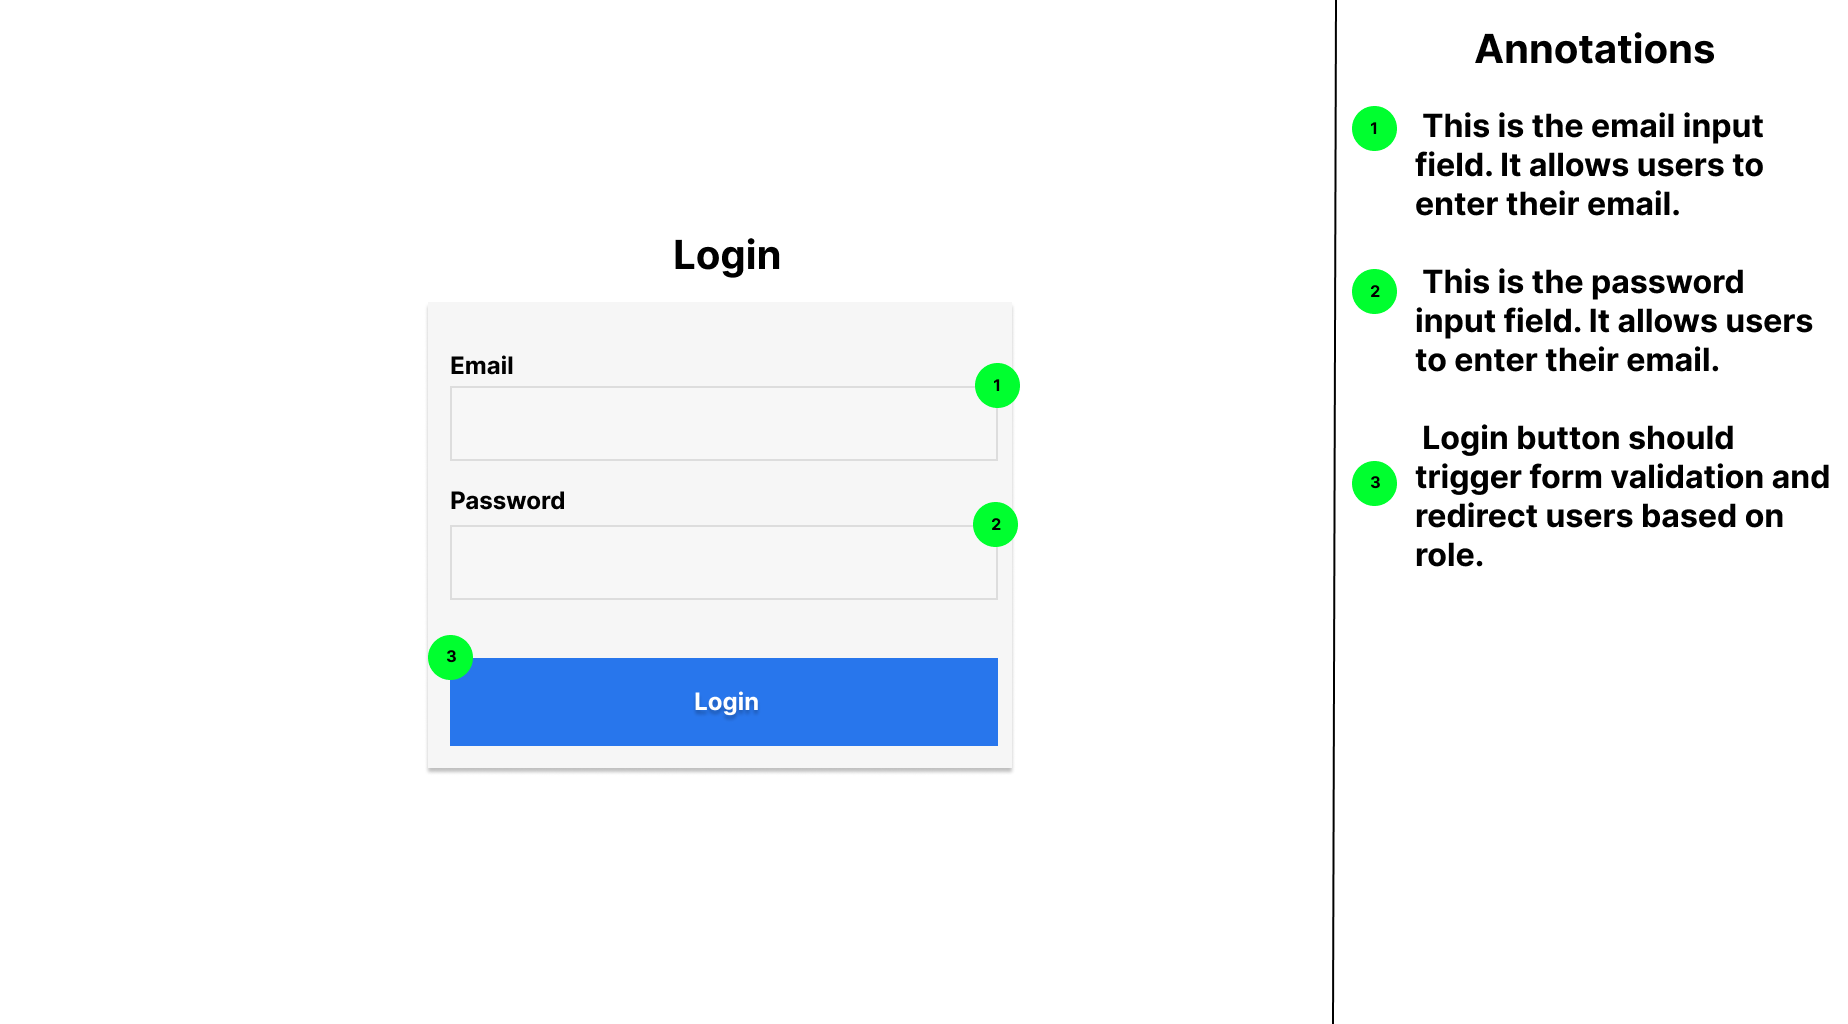 Login
Email
1
Password
2
3
Login
Annotations
1
This is the email input
field. It allows users to
enter their email.
2
This is the password
input field. It allows users
to enter their email.
3
Login button should
trigger form validation and
redirect users based on
role.